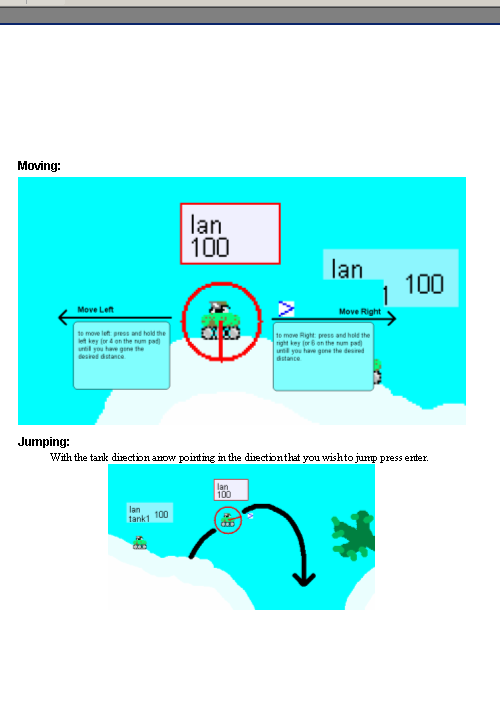 Moving:
Ian
100
Ian
1 100
Move Left
Move Right
to move left: press and hold the
left key (or 4 on the num pad)
untill you have gone the
desired distance.
to move Right: press and hold the
right key (or 6 on the num pad)
untill you have gone the desired
distance.
Jumping:
With the tank direction arrow pointing in the direction that you wish to jump press enter.
Ian
100
Ian
tank1 100